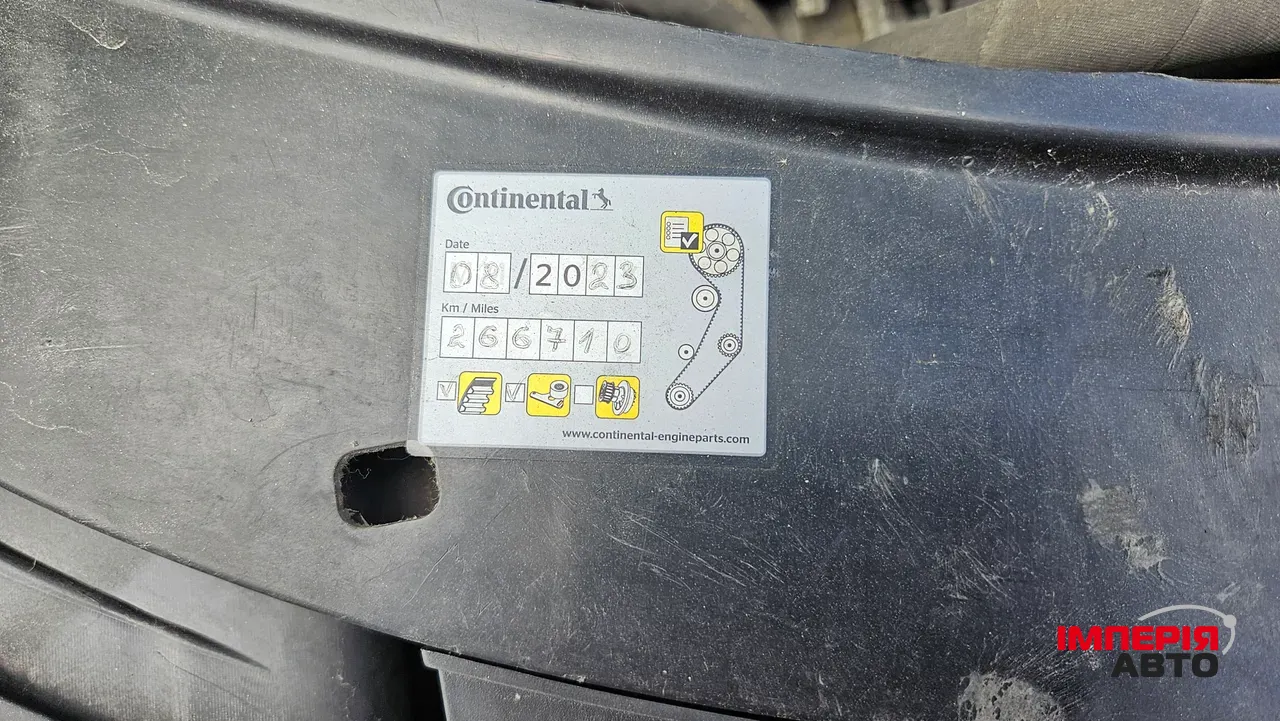 Continental
Date
08/2023
Km / Miles
266710
www.continental-engineparts.com
ІМПЕРІЯ
АВТО